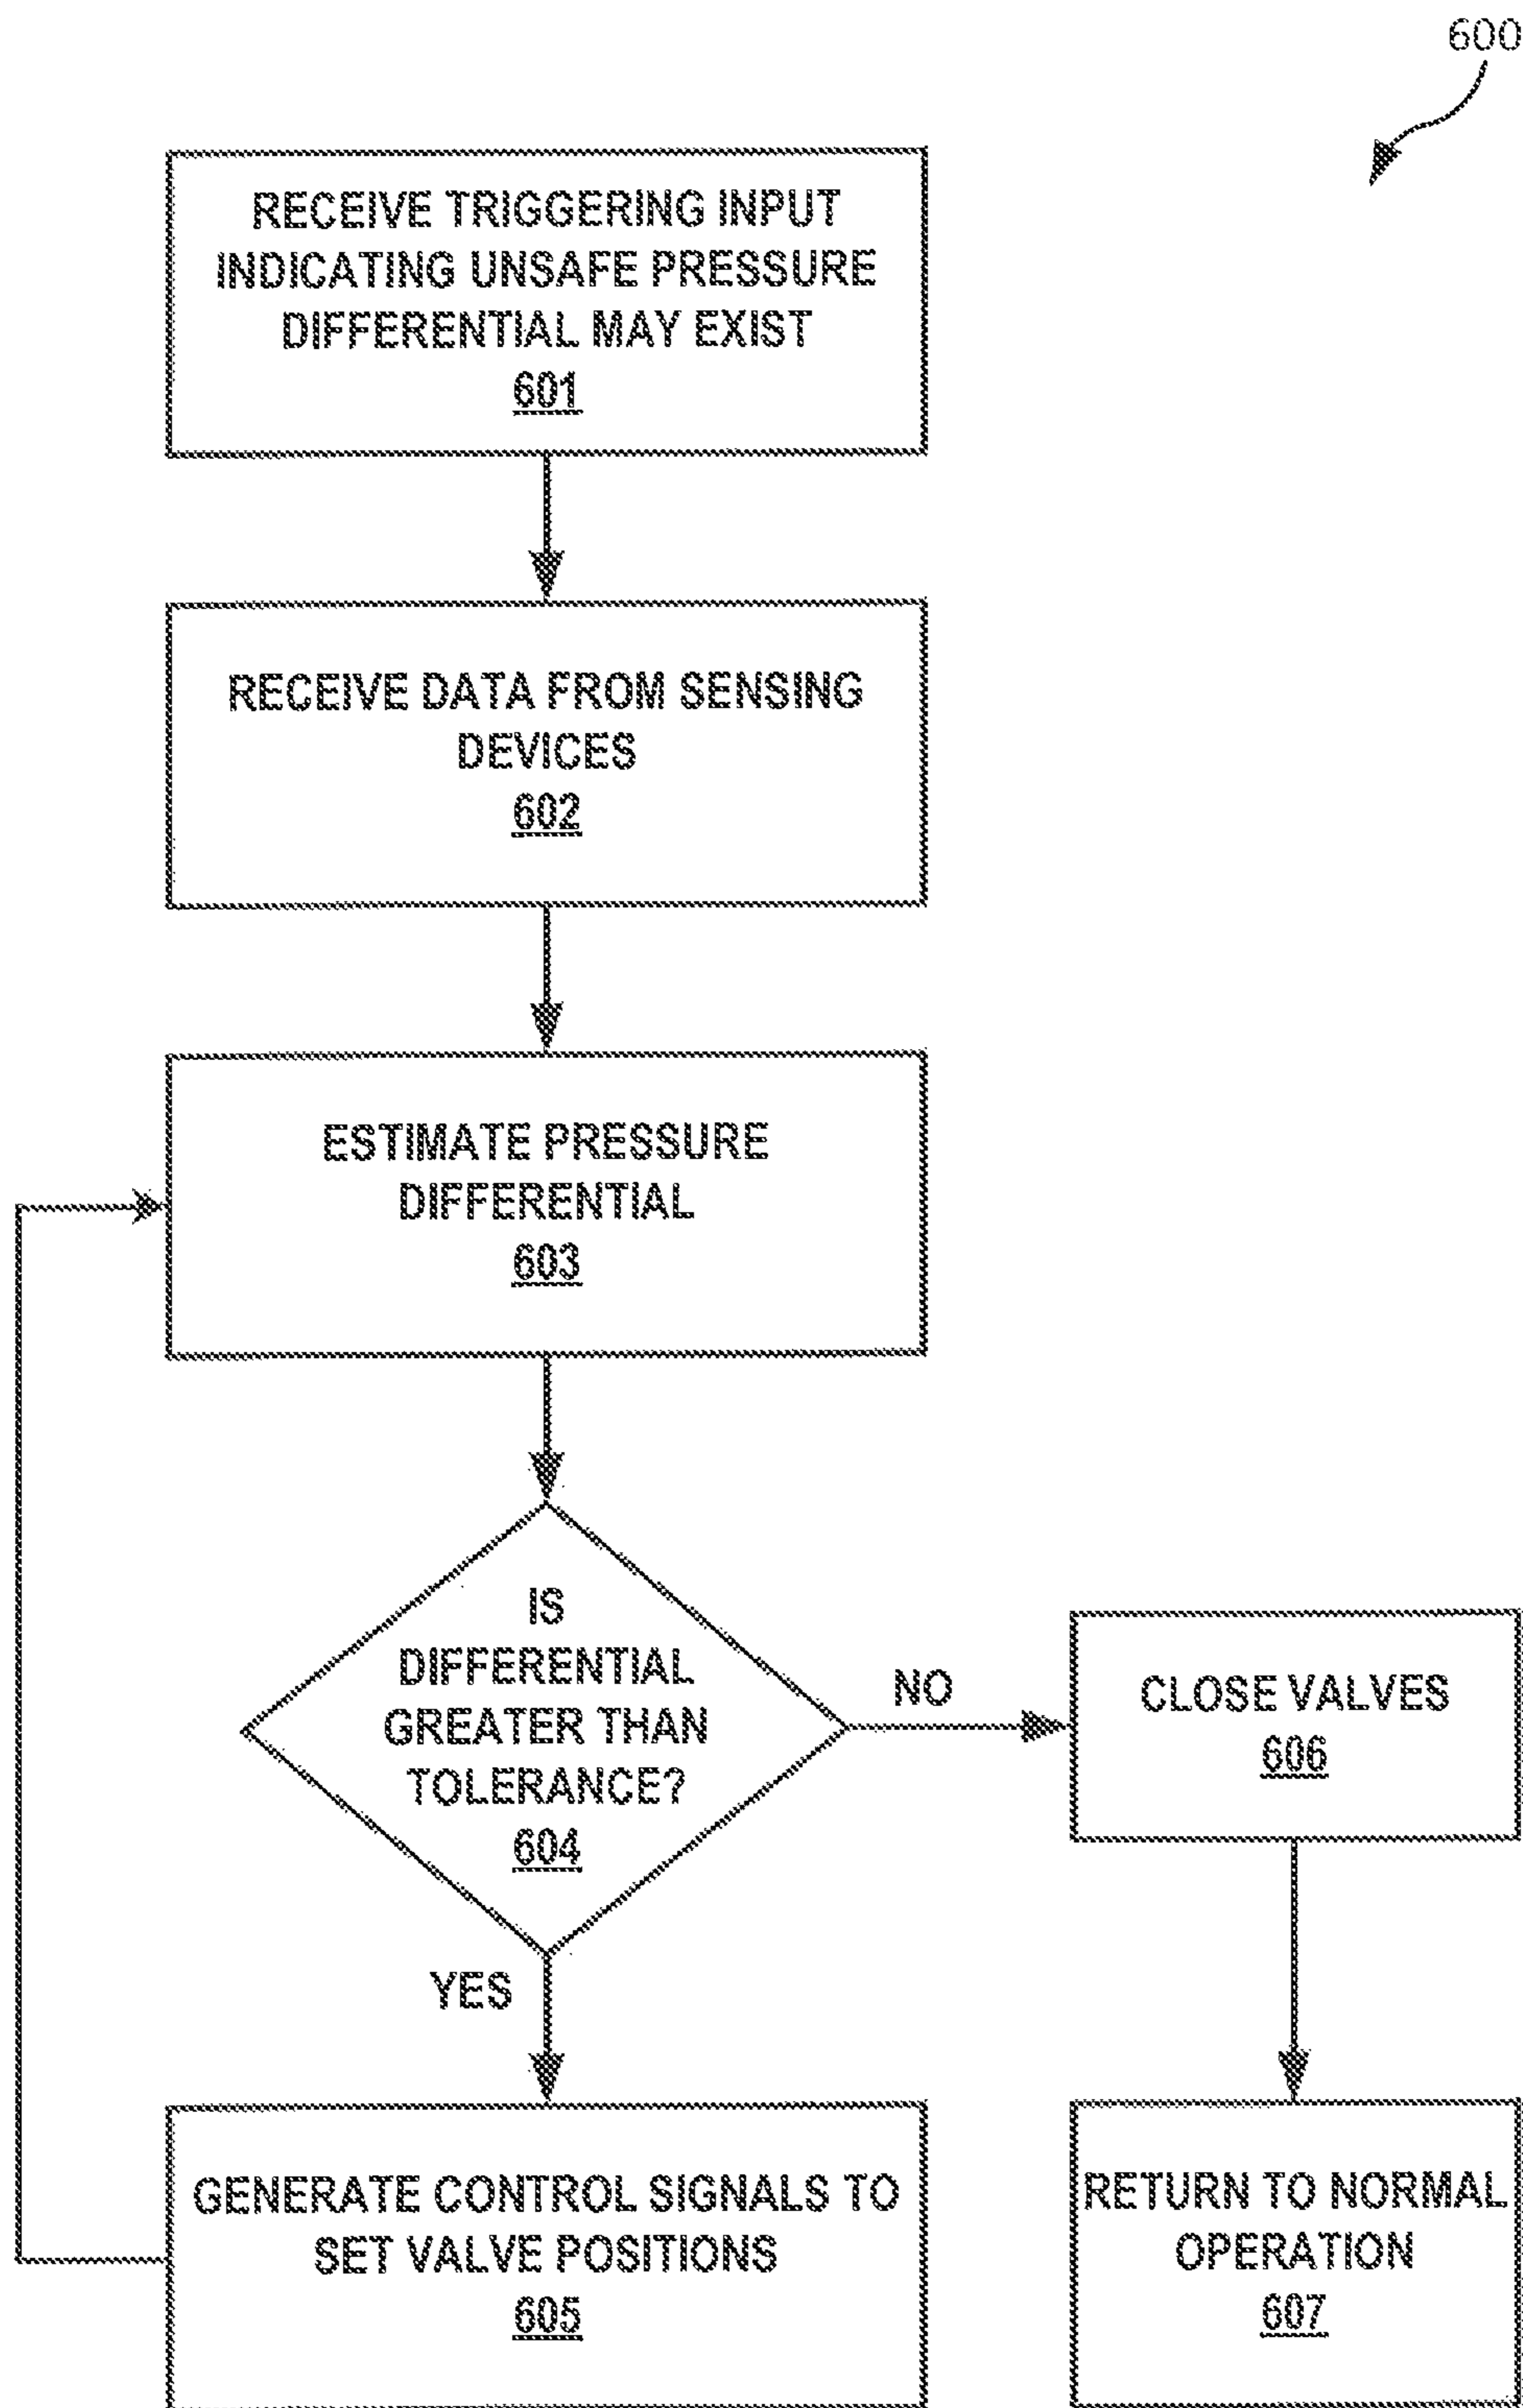 600
RECEIVE TRIGGERING INPUT
INDICATING UNSAFE PRESSURE
DIFFERENTIAL MAY EXIST
601
RECEIVE DATA FROM SENSING
DEVICES
602
ESTIMATE PRESSURE
DIFFERENTIAL
603
IS
DIFFERENTIAL
GREATER THAN
TOLERANCE?
604
NO
CLOSE VALVES
606
YES
GENERATE CONTROL SIGNALS TO
SET VALVE POSITIONS
605
RETURN TO NORMAL
OPERATION
607